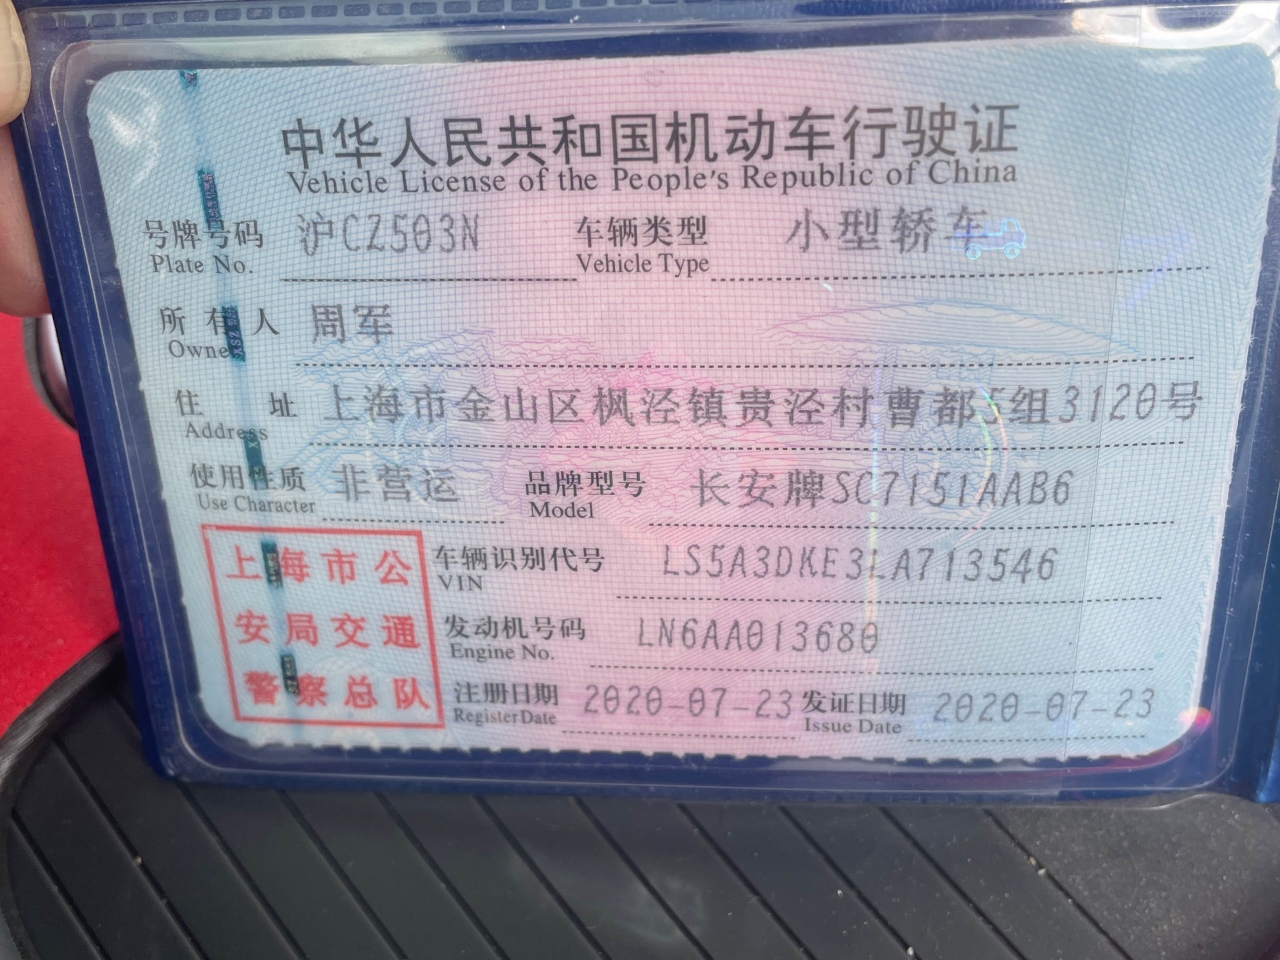 中华人民共和国机动车行驶证
Vehicle License of the People's Republic of China
号牌号码 沪CZ503N 车辆类型 小型轿车
Plate No. Vehicle Type
所有人 周军
Owner
住址 上海市金山区枫泾镇贵泾村曹都5组3120号
Address
使用性质 非营运 品牌型号 长安牌SC7151AAB6
Use Character Model
上海市公
安局交通
警察总队
车辆识别代号 LS5A3DKE3LA713546
VIN
发动机号码 LN6AA013680
Engine No.
注册日期 2020-07-23 发证日期 2020-07-23
Register Date Issue Date